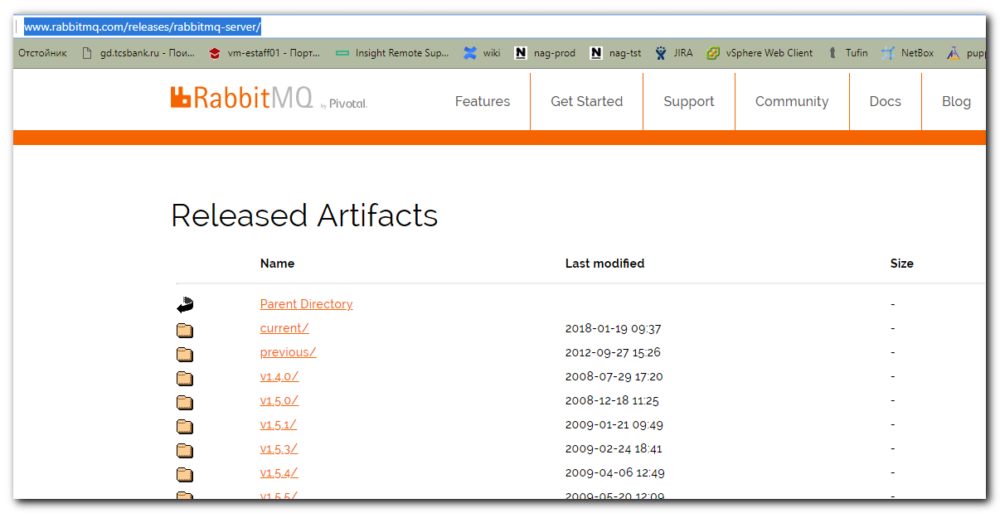 www.rabbitmq.com/releases/rabbitmq-server/
Отстойник gd.tcsbank.ru - Пои... vm-estaff01 - Порт... Insight Remote Sup... wiki nag-prod nag-tst JIRA vSphere Web Client Tufin NetBox pupp
RabbitMQ by Pivotal. Features Get Started Support Community Docs Blog
Released Artifacts
Name Last modified Size
Parent Directory -
current/ 2018-01-19 09:37 -
previous/ 2012-09-27 15:26 -
v1.4.0/ 2008-07-29 17:20 -
v1.5.0/ 2008-12-18 11:25 -
v1.5.1/ 2009-01-21 09:49 -
v1.5.3/ 2009-02-24 18:41 -
v1.5.4/ 2009-04-06 12:49 -
v1.5.5/ 2009-05-20 12:09 -